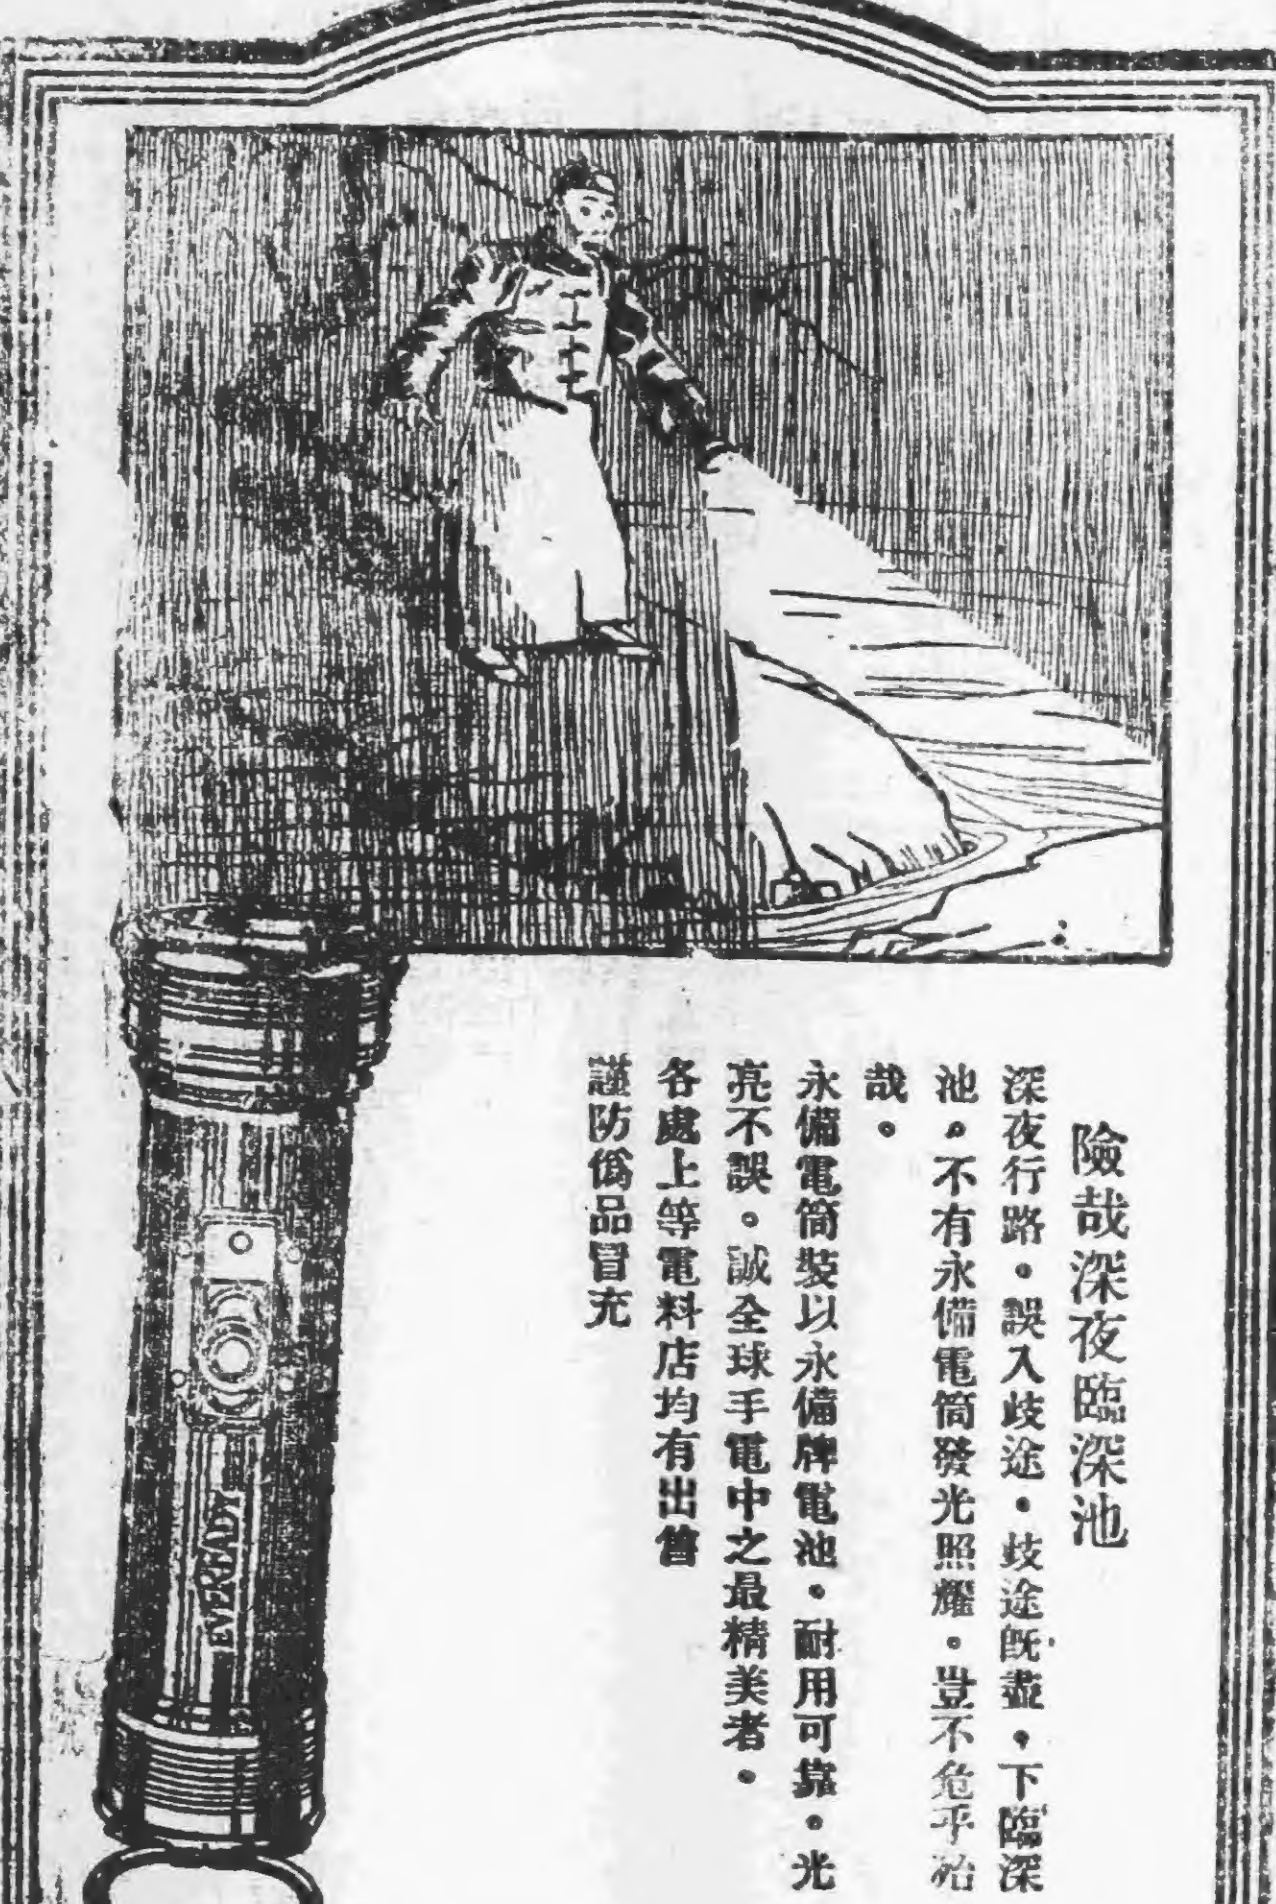 險哉深夜臨深池
深夜行路。誤入歧途。歧途既盡。下臨深
池。不有永備電筒發光照耀。豈不危乎殆
哉。
永備電筒裝以永備牌電池。耐用可靠。光
亮不誤。誠全球手電中之最精美者。
各處上等電料店均有出售
謹防偽品冒充
EVEREADY